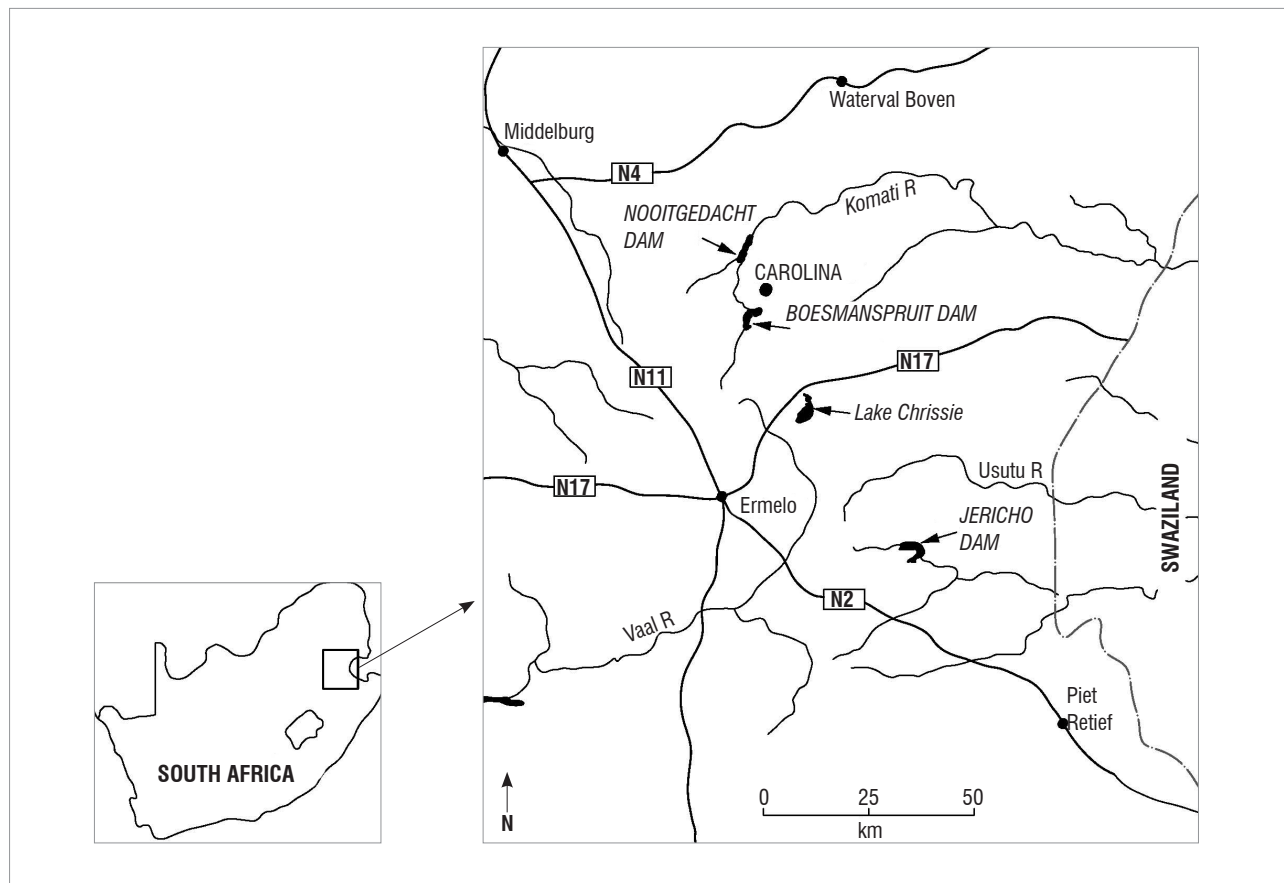 Waterval Boven
Middelburg
N4
Komati R
NOOITGEDACHT
DAM
CAROLINA
BOESMANSPRUIT DAM
N17
N11
Lake Chrissie
Usutu R
N17
Ermelo
JERICHO
DAM
SWAZILAND
N2
Vaal R
Piet
Retief
SOUTH AFRICA
0 25 50
km
N